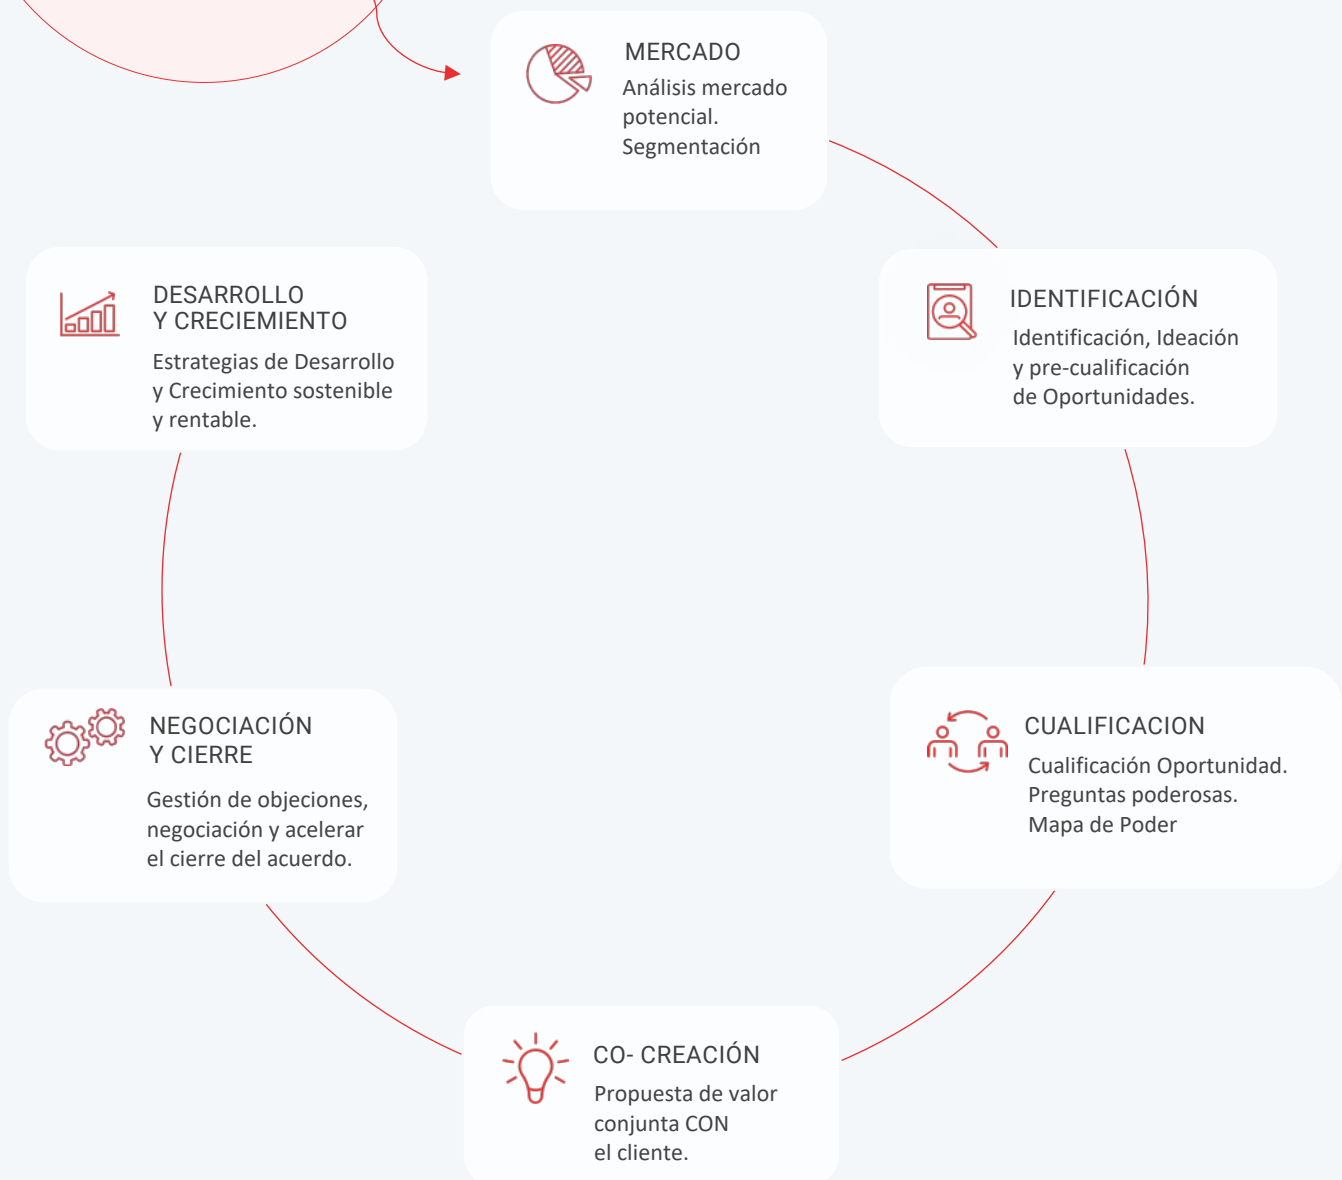 MERCADO
Análisis mercado
potencial.
Segmentación
IDENTIFICACIÓN
Identificación, Ideación
y pre-cualificación
de Oportunidades.
CUALIFICACION
Cualificación Oportunidad.
Preguntas poderosas.
Mapa de Poder
CO- CREACIÓN
Propuesta de valor
conjunta CON
el cliente.
NEGOCIACIÓN
Y CIERRE
Gestión de objeciones,
negociación y acelerar
el cierre del acuerdo.
DESARROLLO
Y CRECIEMIENTO
Estrategias de Desarrollo
y Crecimiento sostenible
y rentable.